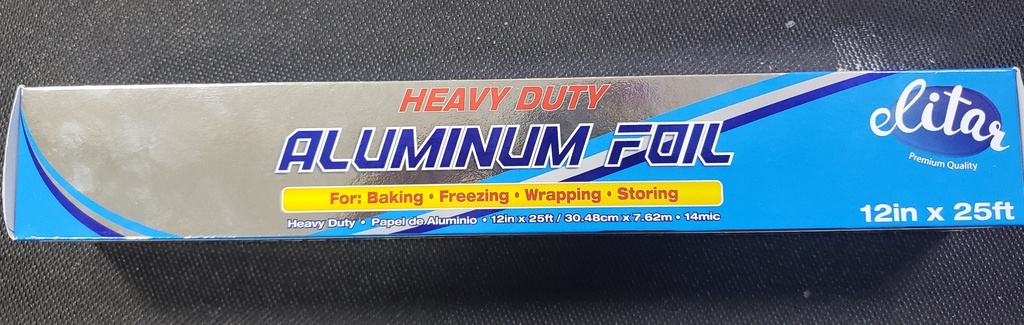 HEAVY DUTY
ALUMINUM FOIL
For: Baking • Freezing • Wrapping • Storing
Heavy Duty • Papel de Aluminio • 12in x 25ft / 30.48cm x 7.62m • 14mic
elitar
Premium Quality
12in x 25ft